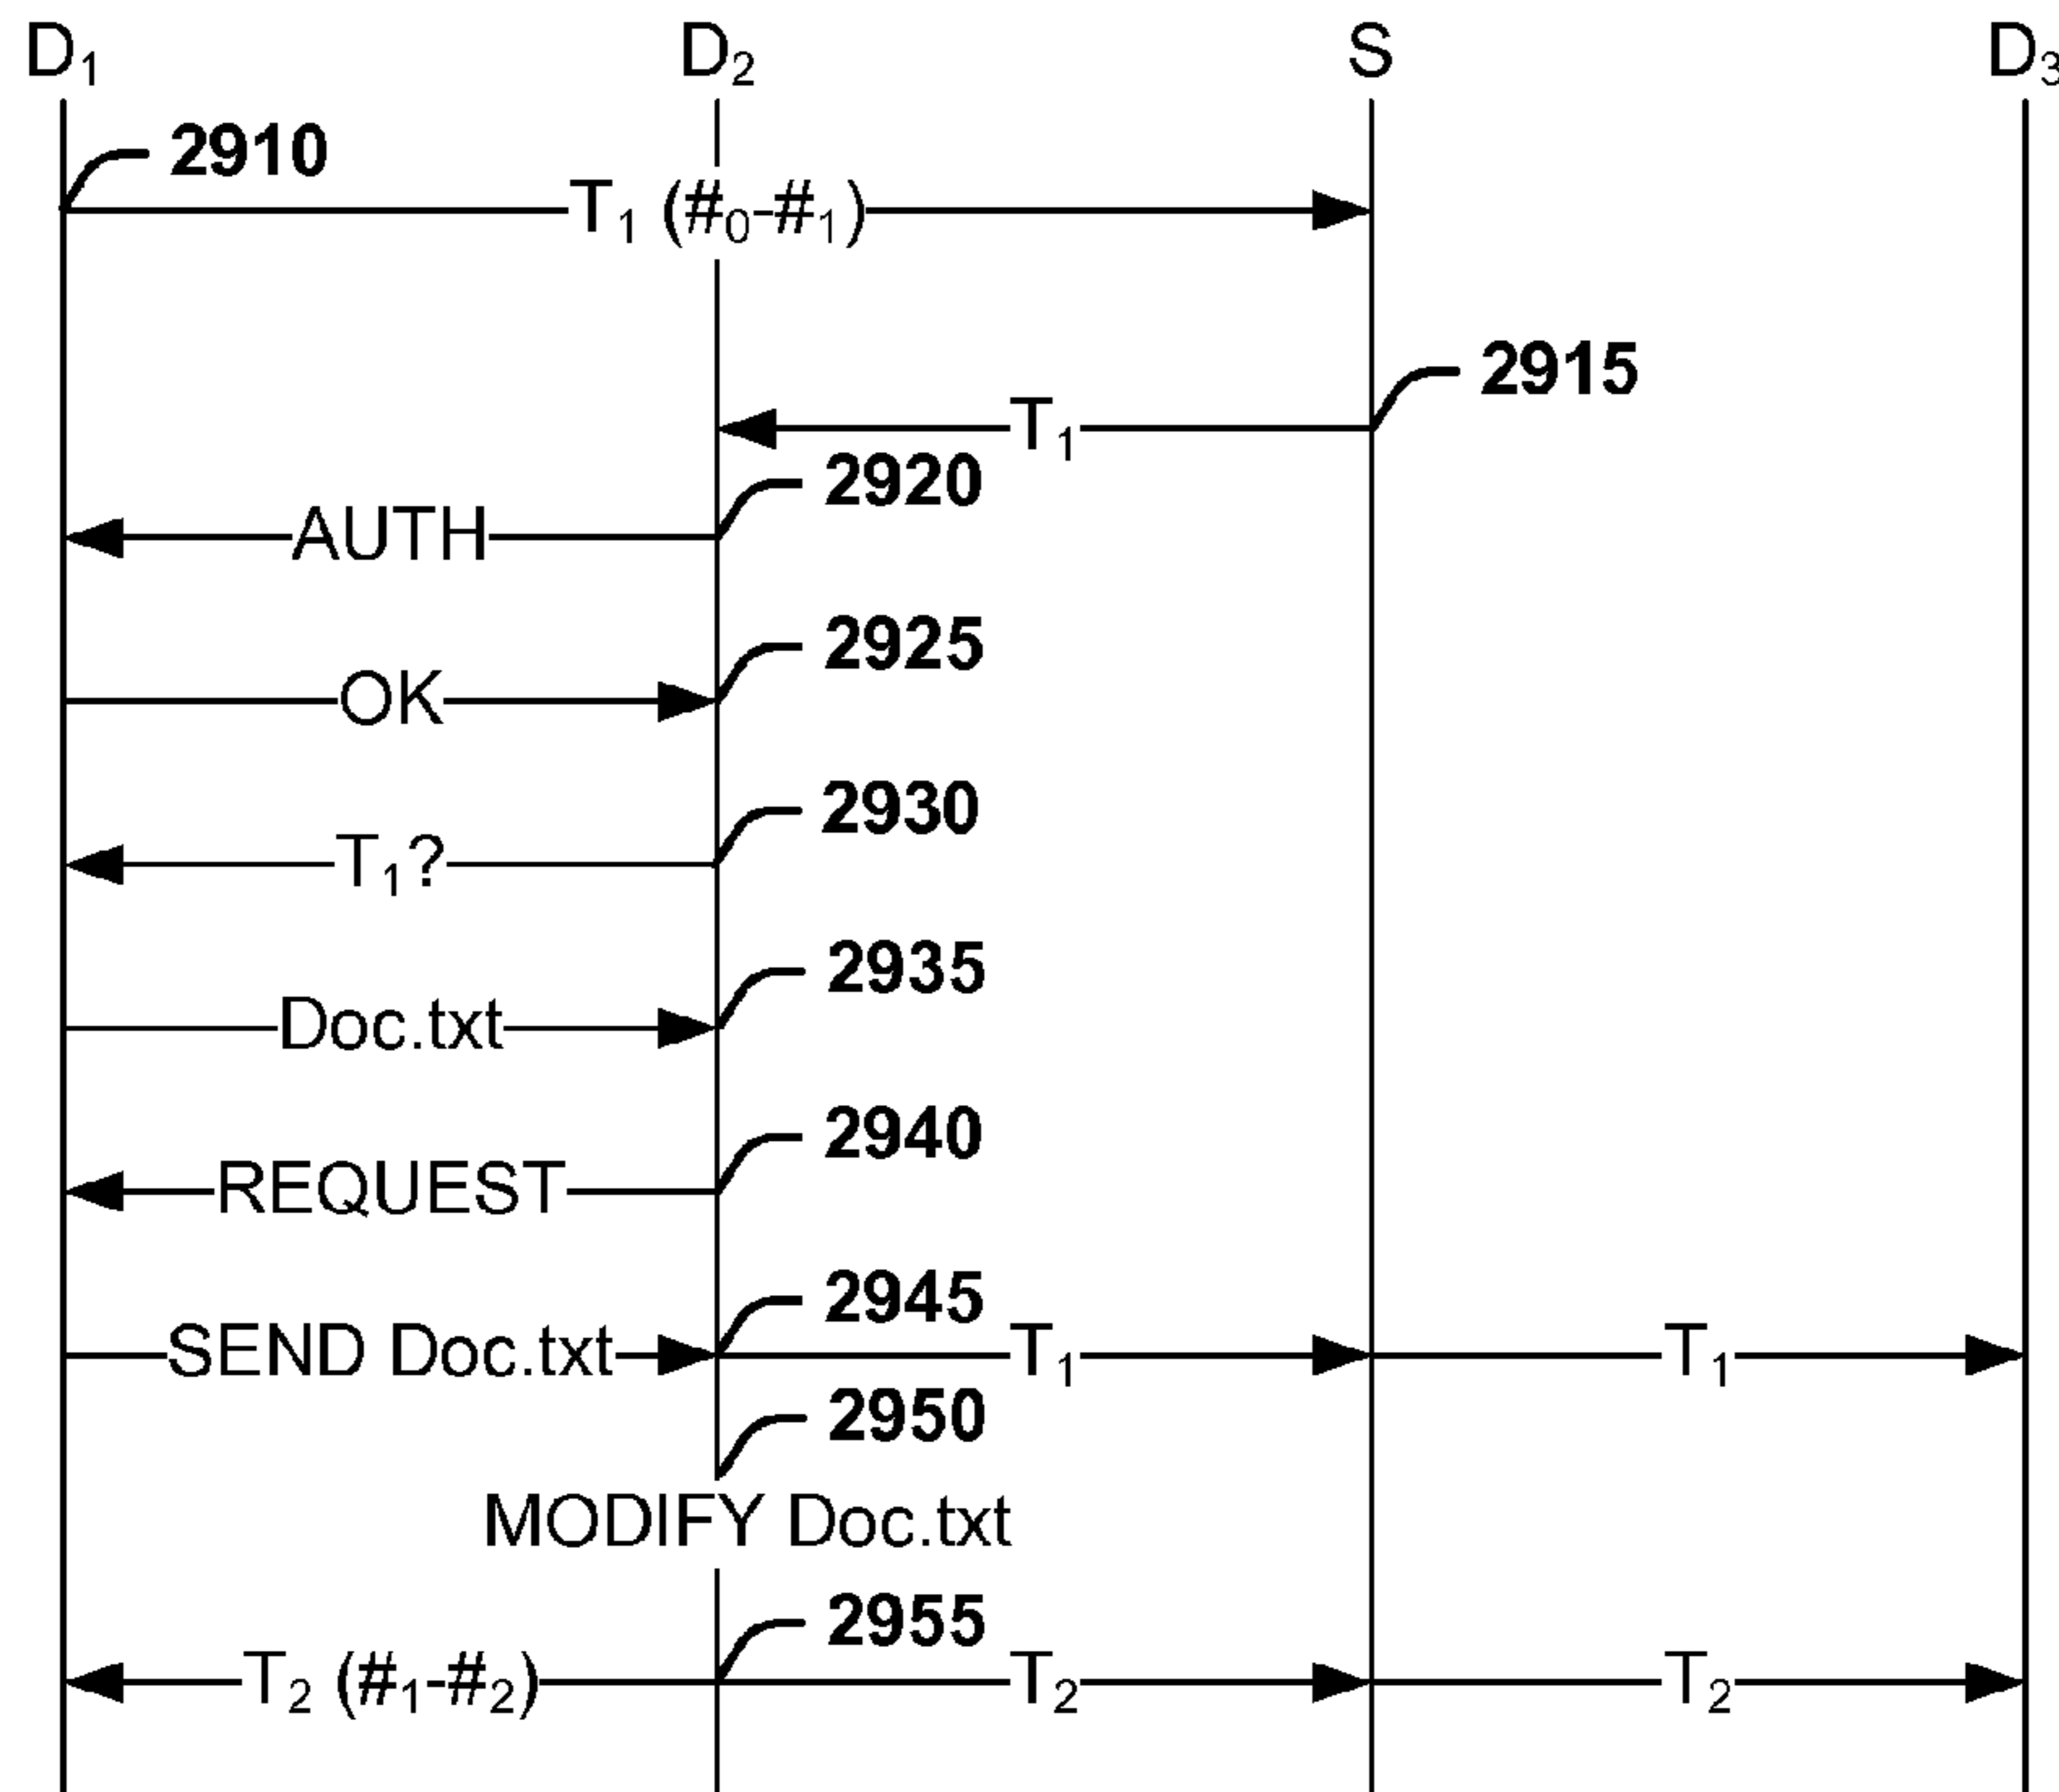 D₁ D₂ S D₃
2910
T₁ (#₀-#₁)
2915
T₁
2920
AUTH
2925
OK
2930
T₁?
2935
Doc.txt
2940
REQUEST
2945
SEND Doc.txt T₁ T₁
2950
MODIFY Doc.txt
2955
T₂ (#₁-#₂) T₂ T₂